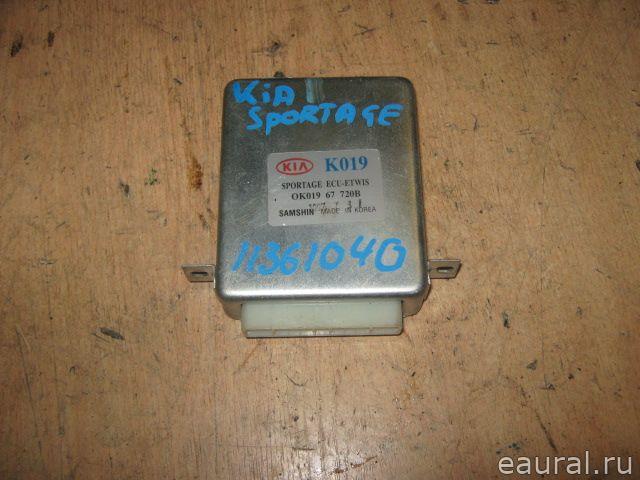 KiA
SPORTAGE
KIA K019
SPORTAGE ECU-ETWIS
OK019 67 720B
SAMSHIN MADE IN KOREA
11361040
eaural.ru